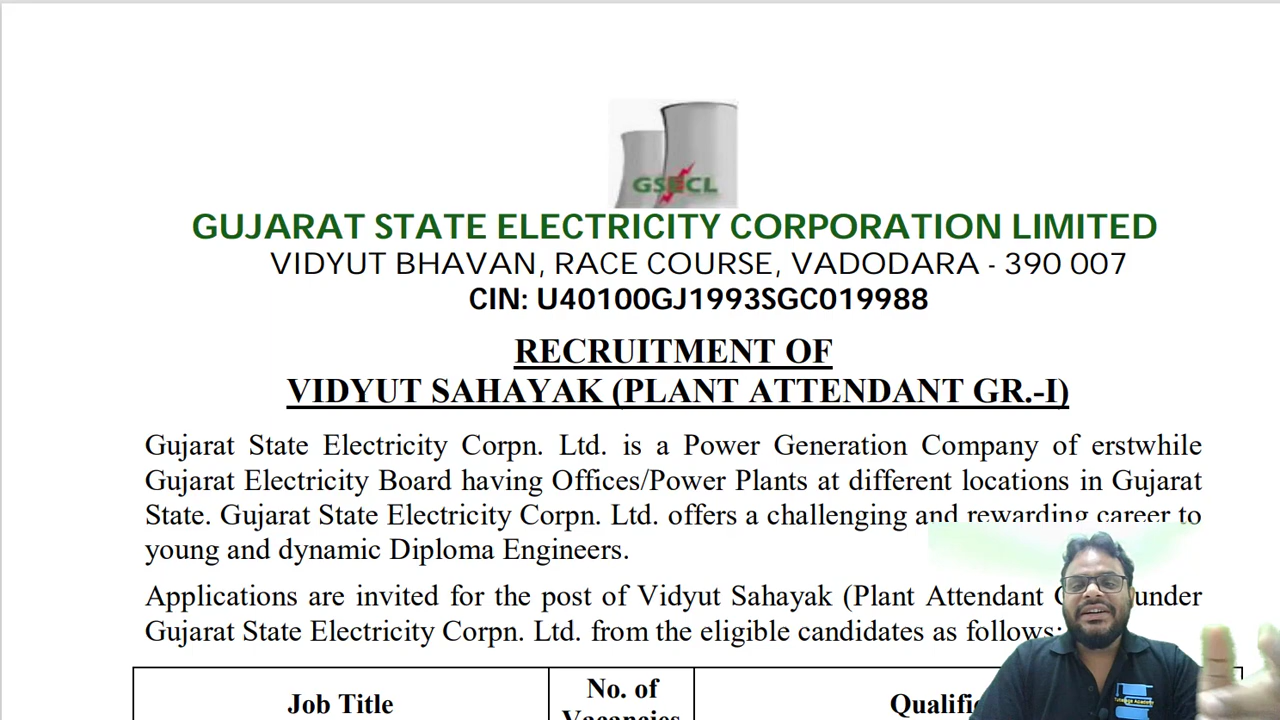 GSECL
GUJARAT STATE ELECTRICITY CORPORATION LIMITED
VIDYUT BHAVAN, RACE COURSE, VADODARA - 390 007
CIN: U40100GJ1993SGC019988
RECRUITMENT OF
VIDYUT SAHAYAK (PLANT ATTENDANT GR.-I)
Gujarat State Electricity Corpn. Ltd. is a Power Generation Company of erstwhile
Gujarat Electricity Board having Offices/Power Plants at different locations in Gujarat
State. Gujarat State Electricity Corpn. Ltd. offers a challenging and rewarding career to
young and dynamic Diploma Engineers.
Applications are invited for the post of Vidyut Sahayak (Plant Attendant under
Gujarat State Electricity Corpn. Ltd. from the eligible candidates as follows:
Job Title
No. of
Vacancies